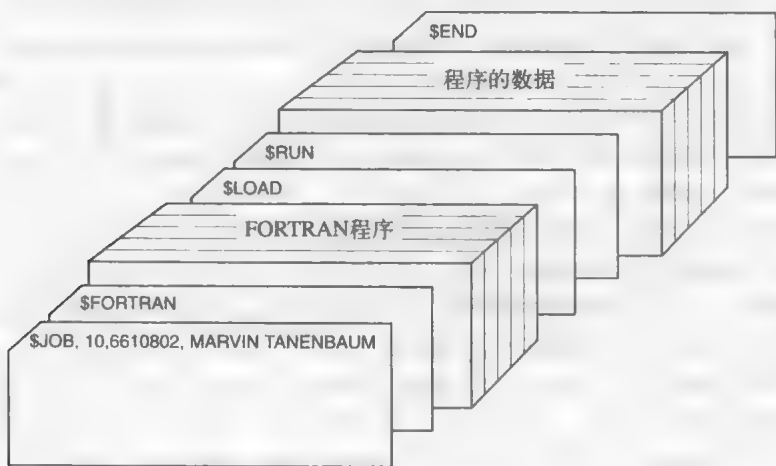 $END
程序的数据
$RUN
$LOAD
FORTRAN程序
$FORTRAN
$JOB, 10,6610802, MARVIN TANENBAUM